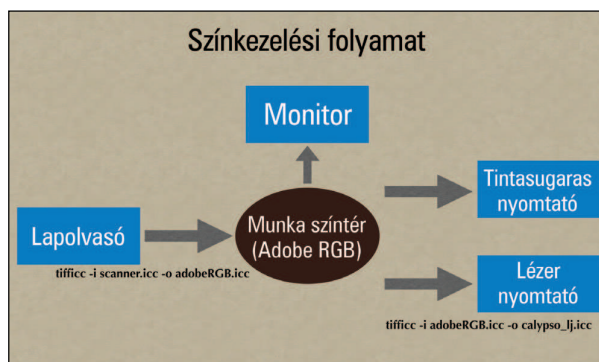 Színkezelési folyamat
Monitor
Tintasugaras
nyomtató
Lapolvasó
Munka színtér
(Adobe RGB)
tifficc -i scanner.icc -o adobeRGB.icc
Lézer
nyomtató
tifficc -i adobeRGB.icc -o calypso_lj.icc